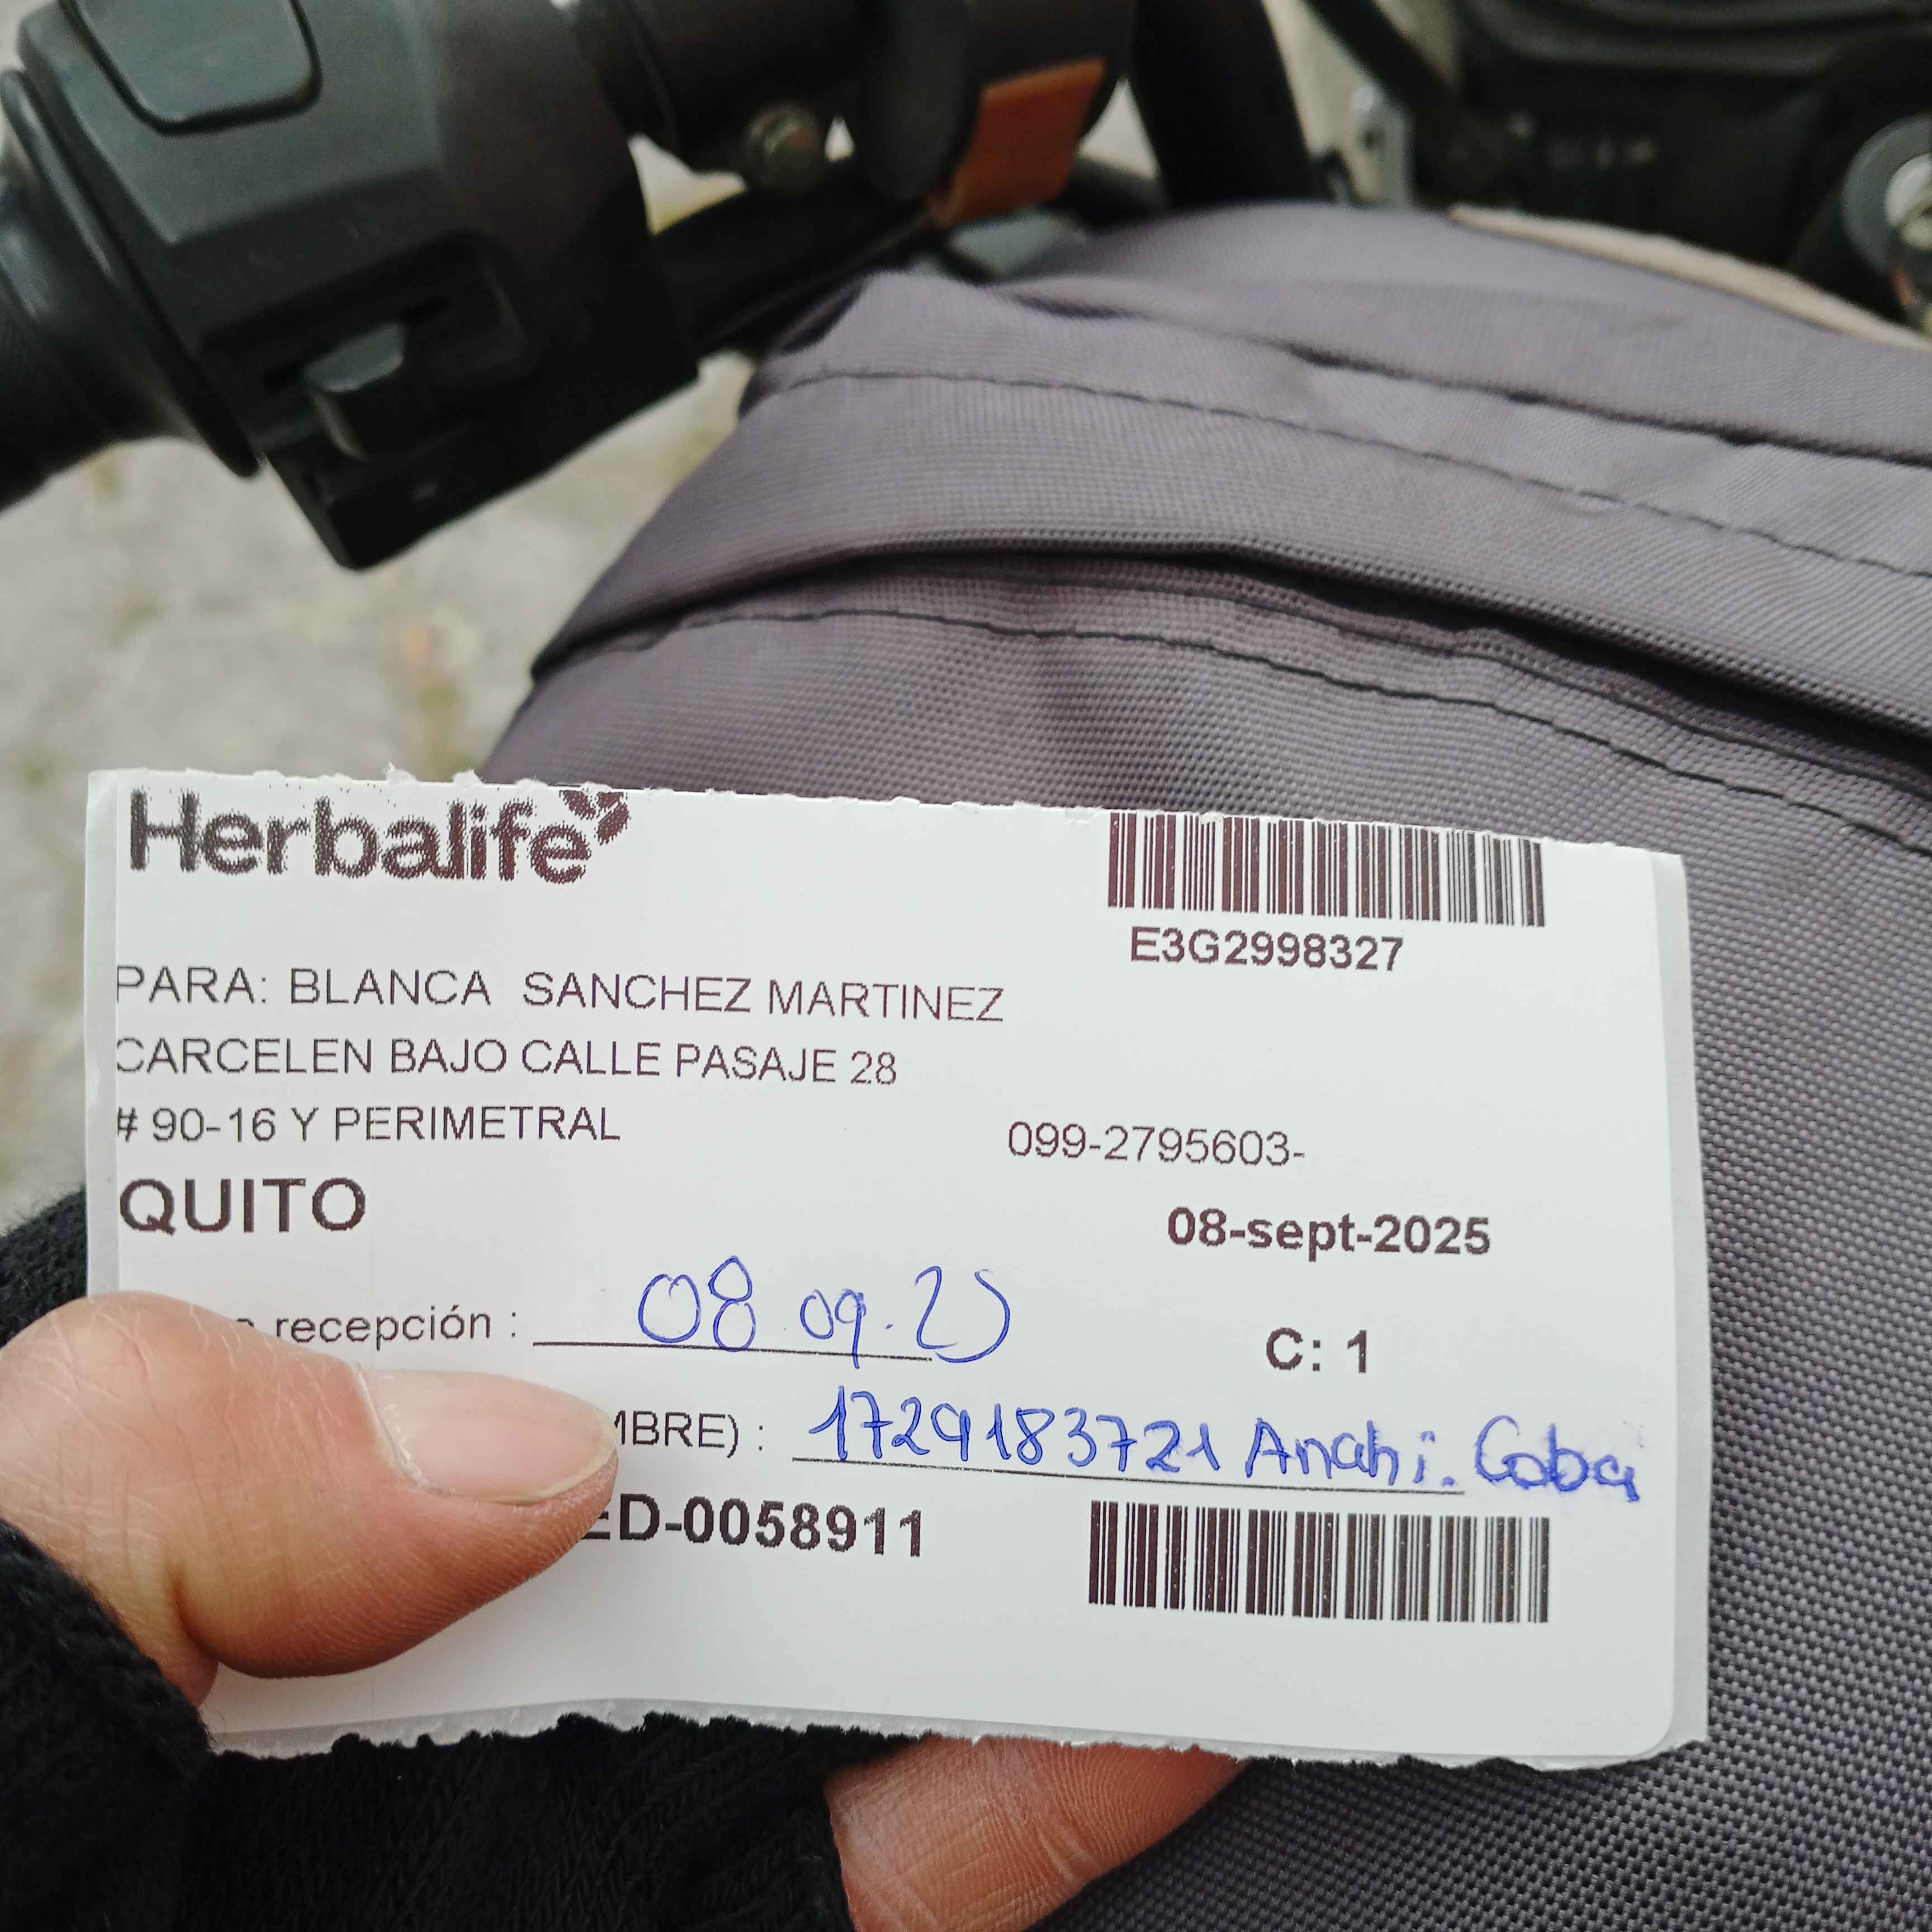 Herbalife
E3G2998327
PARA: BLANCA SANCHEZ MARTINEZ
CARCELEN BAJO CALLE PASAJE 28
# 90-16 Y PERIMETRAL
099-2795603-
QUITO
08-sept-2025
recepción : 08.09.25
C: 1
MBRE) : 1729183721 Anahi. Coba
ED-0058911